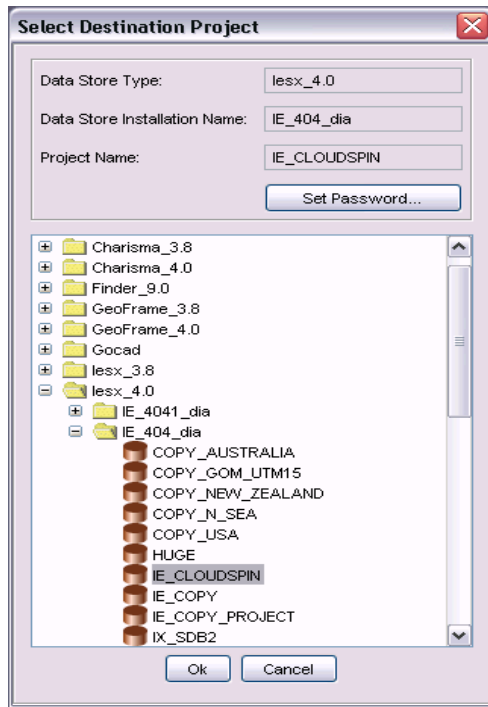 Select Destination Project
Data Store Type: Iesx_4.0
Data Store Installation Name: IE_404_dia
Project Name: IE_CLOUDSPIN
Set Password...
Charisma_3.8
Charisma_4.0
Finder_9.0
GeoFrame_3.8
GeoFrame_4.0
Gocad
Iesx_3.8
Iesx_4.0
IE_4041_dia
IE_404_dia
COPY_AUSTRALIA
COPY_GOM_UTM15
COPY_NEW_ZEALAND
COPY_N_SEA
COPY_USA
HUGE
IE_CLOUDSPIN
IE_COPY
IE_COPY_PROJECT
IX_SDB2
Ok Cancel